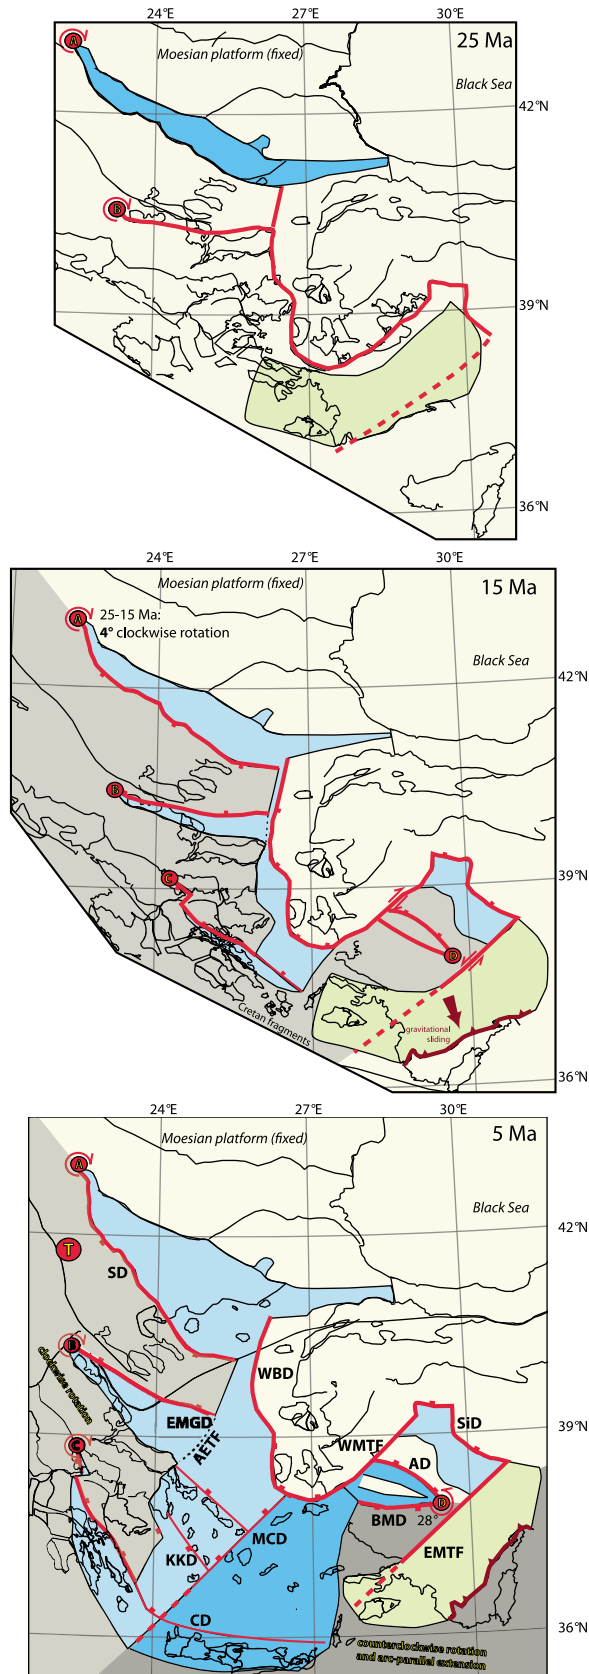 24°E 27°E 30°E
A
Moesian platform (fixed)
25 Ma
Black Sea
42°N
B
39°N
36°N
24°E 27°E 30°E
Moesian platform (fixed)
15 Ma
A
25-15 Ma:
4° clockwise rotation
Black Sea
42°N
B
C
39°N
D
Cretan fragments
gravitational
sliding
36°N
24°E 27°E 30°E
Moesian platform (fixed)
5 Ma
A
Black Sea
42°N
T
SD
B
WBD
clockwise rotation
EMGD
SiD
39°N
AETF
WMTF
C
AD
D
BMD
28°
MCD
EMTF
KKD
CD
36°N
counterclockwise rotation
and arc-parallel extension